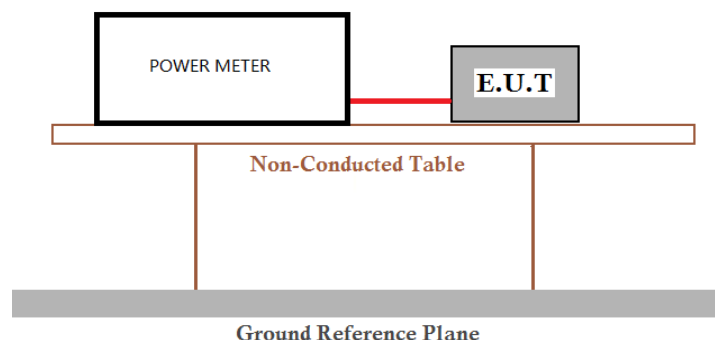 POWER METER
E.U.T
Non-Conducted Table
Ground Reference Plane